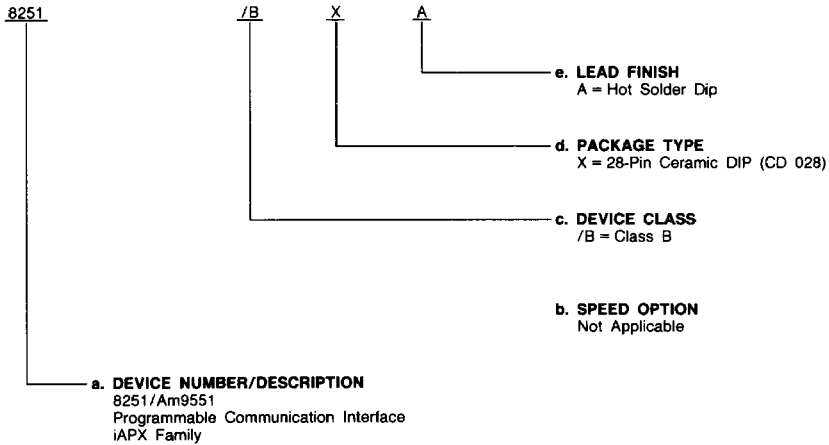 8251 /B X A
e. LEAD FINISH
A = Hot Solder Dip
d. PACKAGE TYPE
X = 28-Pin Ceramic DIP (CD 028)
c. DEVICE CLASS
/B = Class B
b. SPEED OPTION
Not Applicable
a. DEVICE NUMBER/DESCRIPTION
8251/Am9551
Programmable Communication Interface
iAPX Family